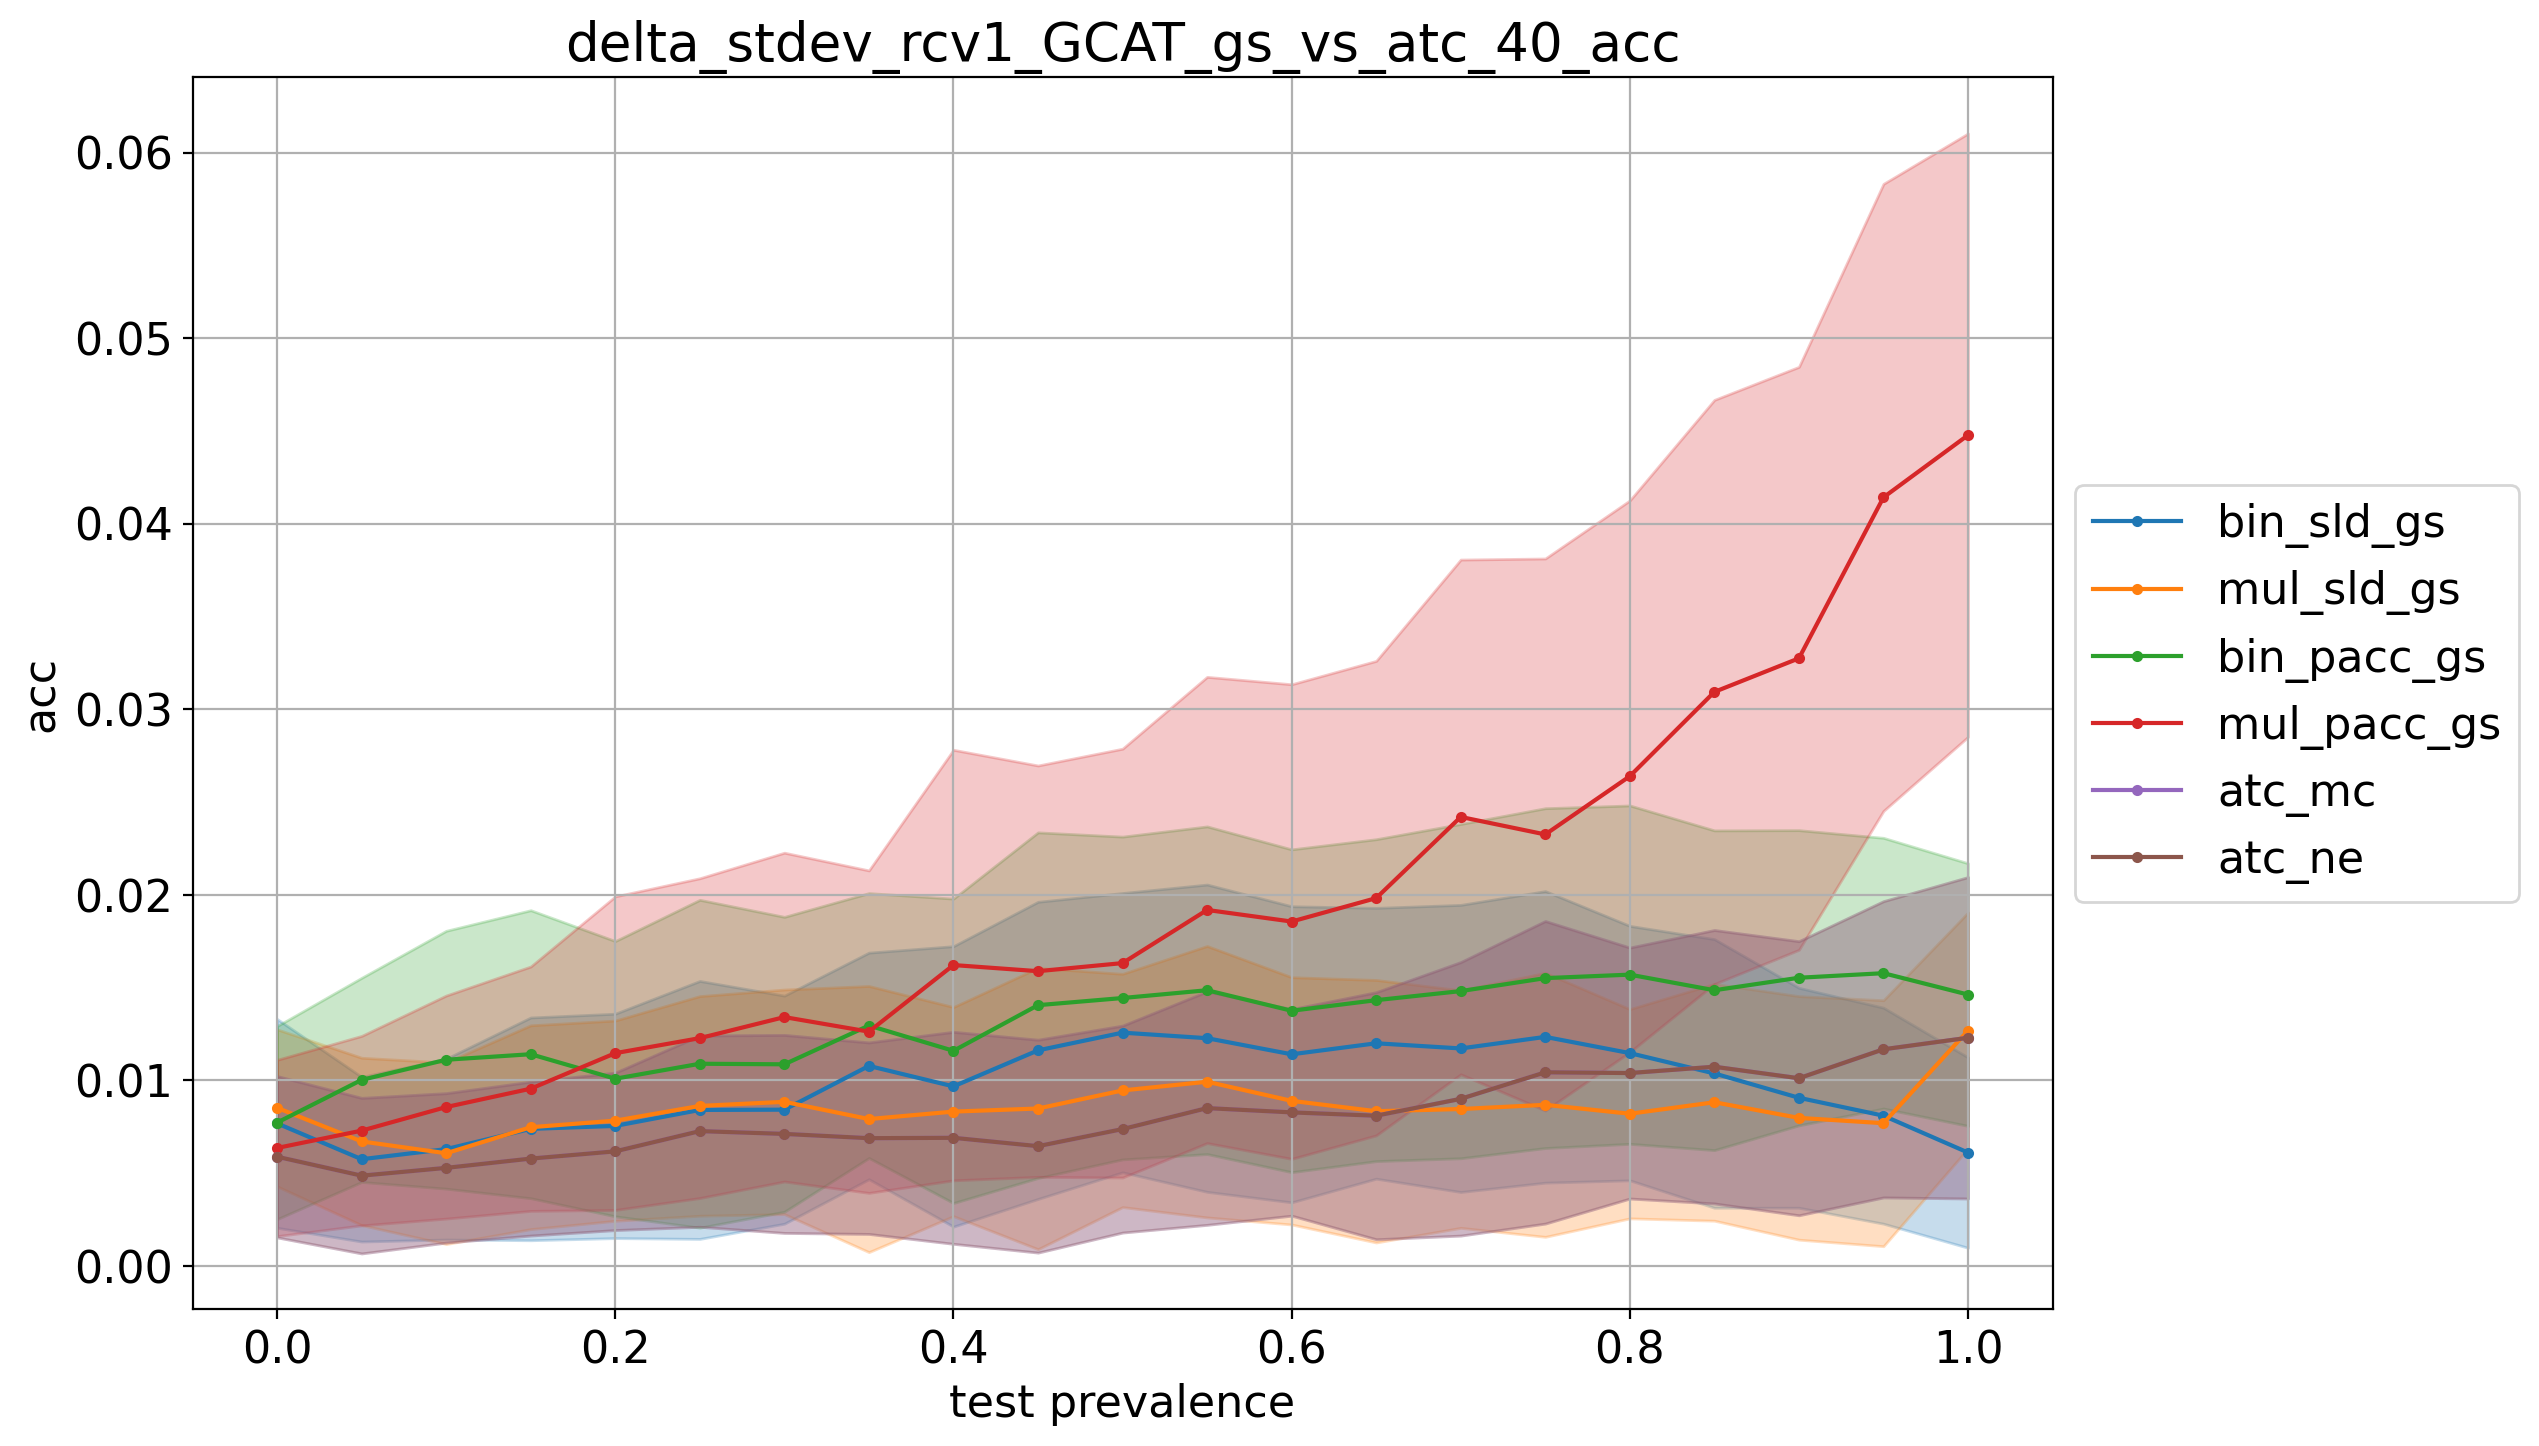 delta_stdev_rcv1_GCAT_gs_vs_atc_40_acc
0.06
0.05
0.04
0.03
0.02
0.01
0.00
acc
0.0 0.2 0.4 0.6 0.8 1.0
test prevalence
bin_sld_gs
mul_sld_gs
bin_pacc_gs
mul_pacc_gs
atc_mc
atc_ne